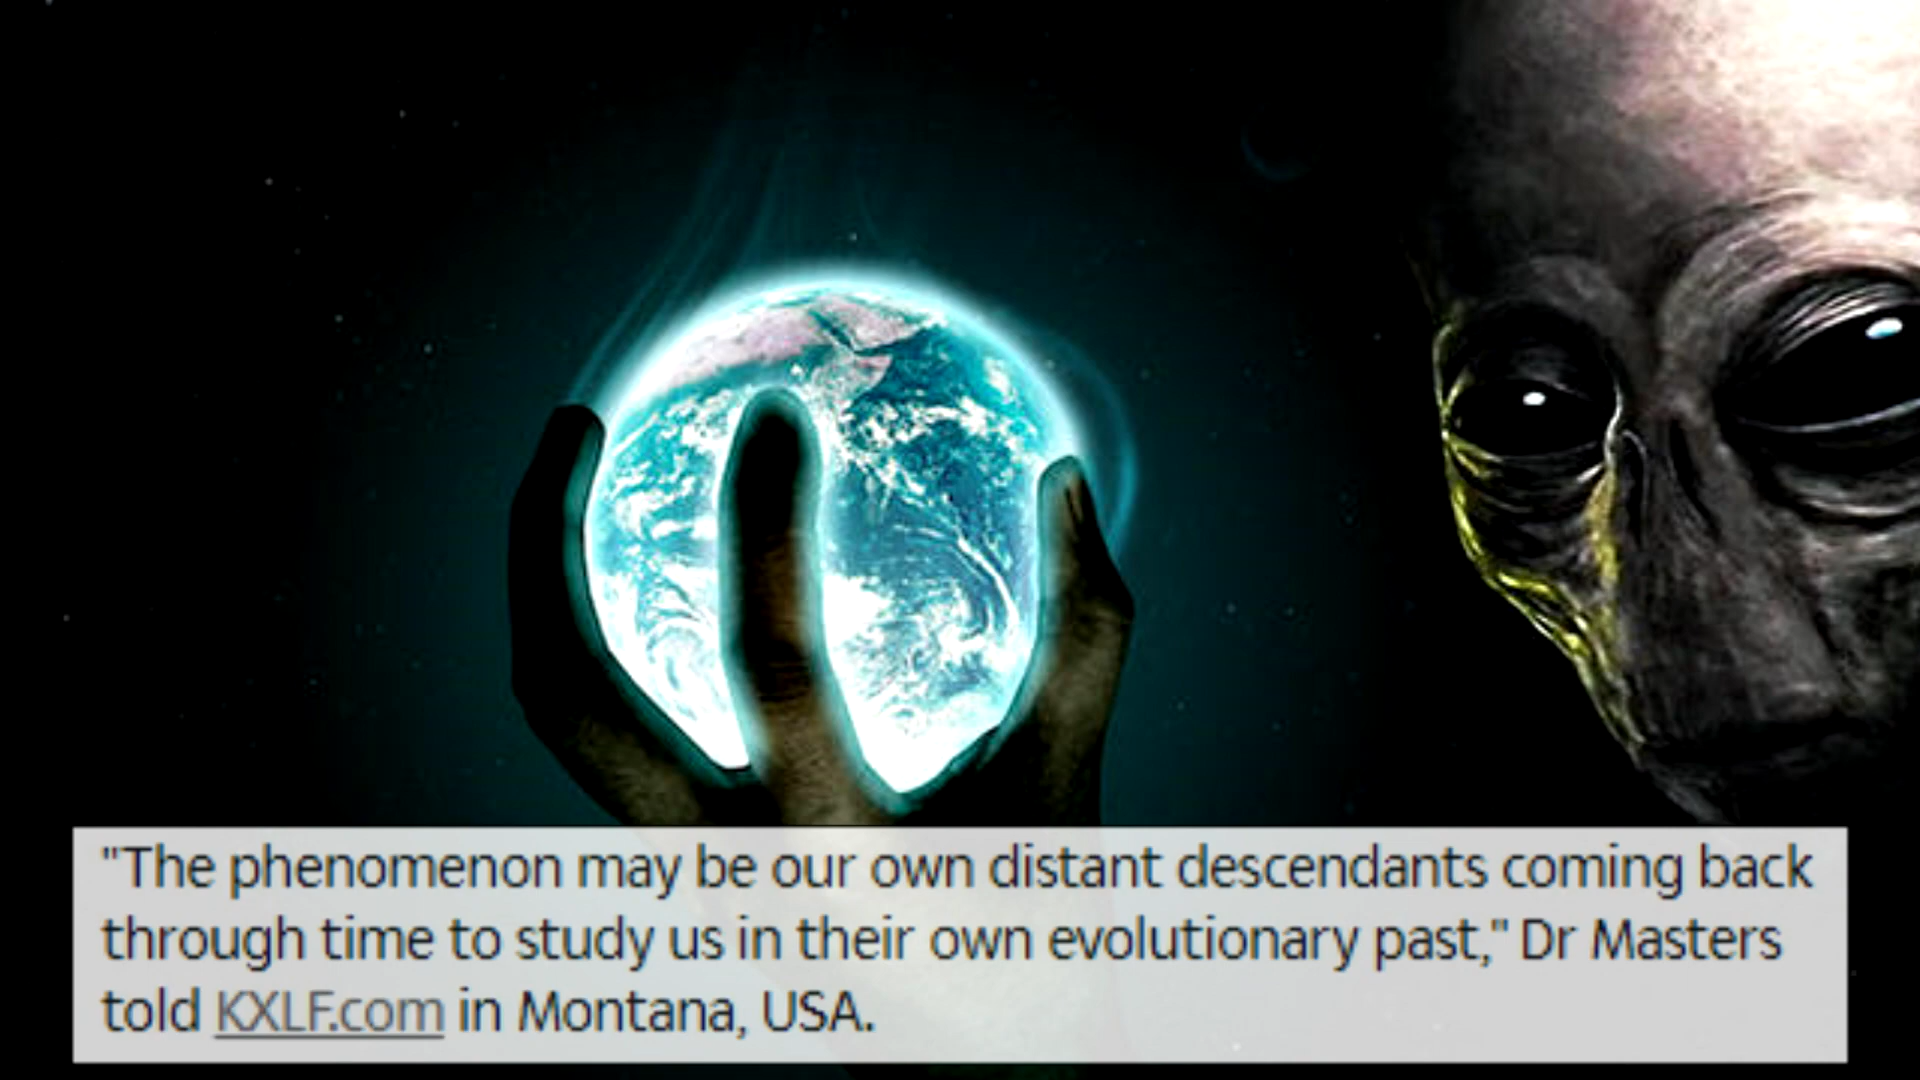 "The phenomenon may be our own distant descendants coming back
through time to study us in their own evolutionary past," Dr Masters
told KXLF.com in Montana, USA.